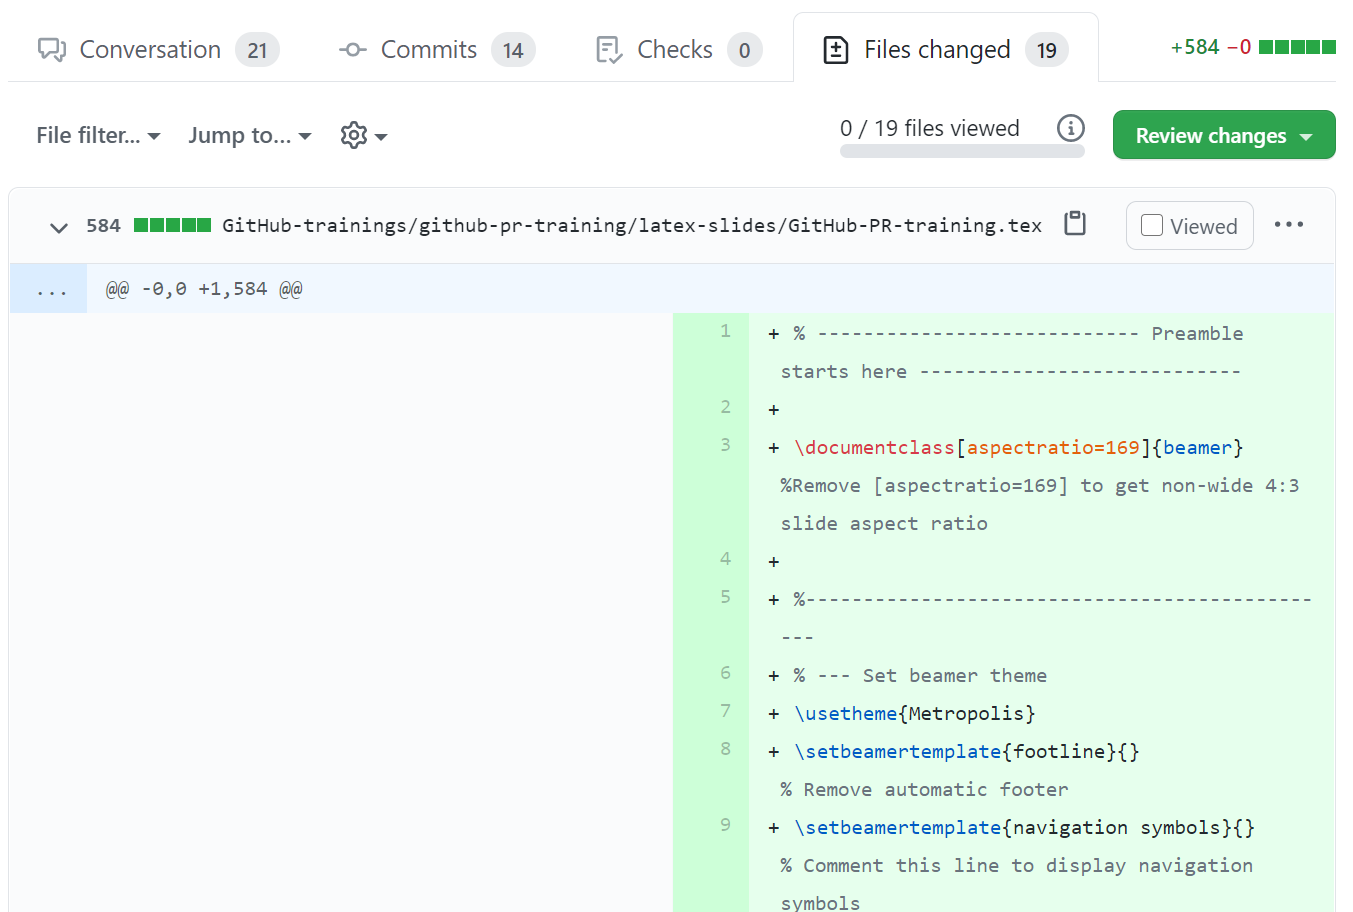 Conversation 21 Commits 14 Checks 0 Files changed 19 +584 −0
File filter... Jump to... 0 / 19 files viewed Review changes
584 GitHub-trainings/github-pr-training/latex-slides/GitHub-PR-training.tex Viewed ...
... @@ -0,0 +1,584 @@
1 + % ---------------------------- Preamble
starts here ----------------------------
2 +
3 + \documentclass[aspectratio=169]{beamer}
%Remove [aspectratio=169] to get non-wide 4:3
slide aspect ratio
4 +
5 + %--------------------------------------------
---
6 + % --- Set beamer theme
7 + \usetheme{Metropolis}
8 + \setbeamertemplate{footline}{}
% Remove automatic footer
9 + \setbeamertemplate{navigation symbols}{}
% Comment this line to display navigation
symbols